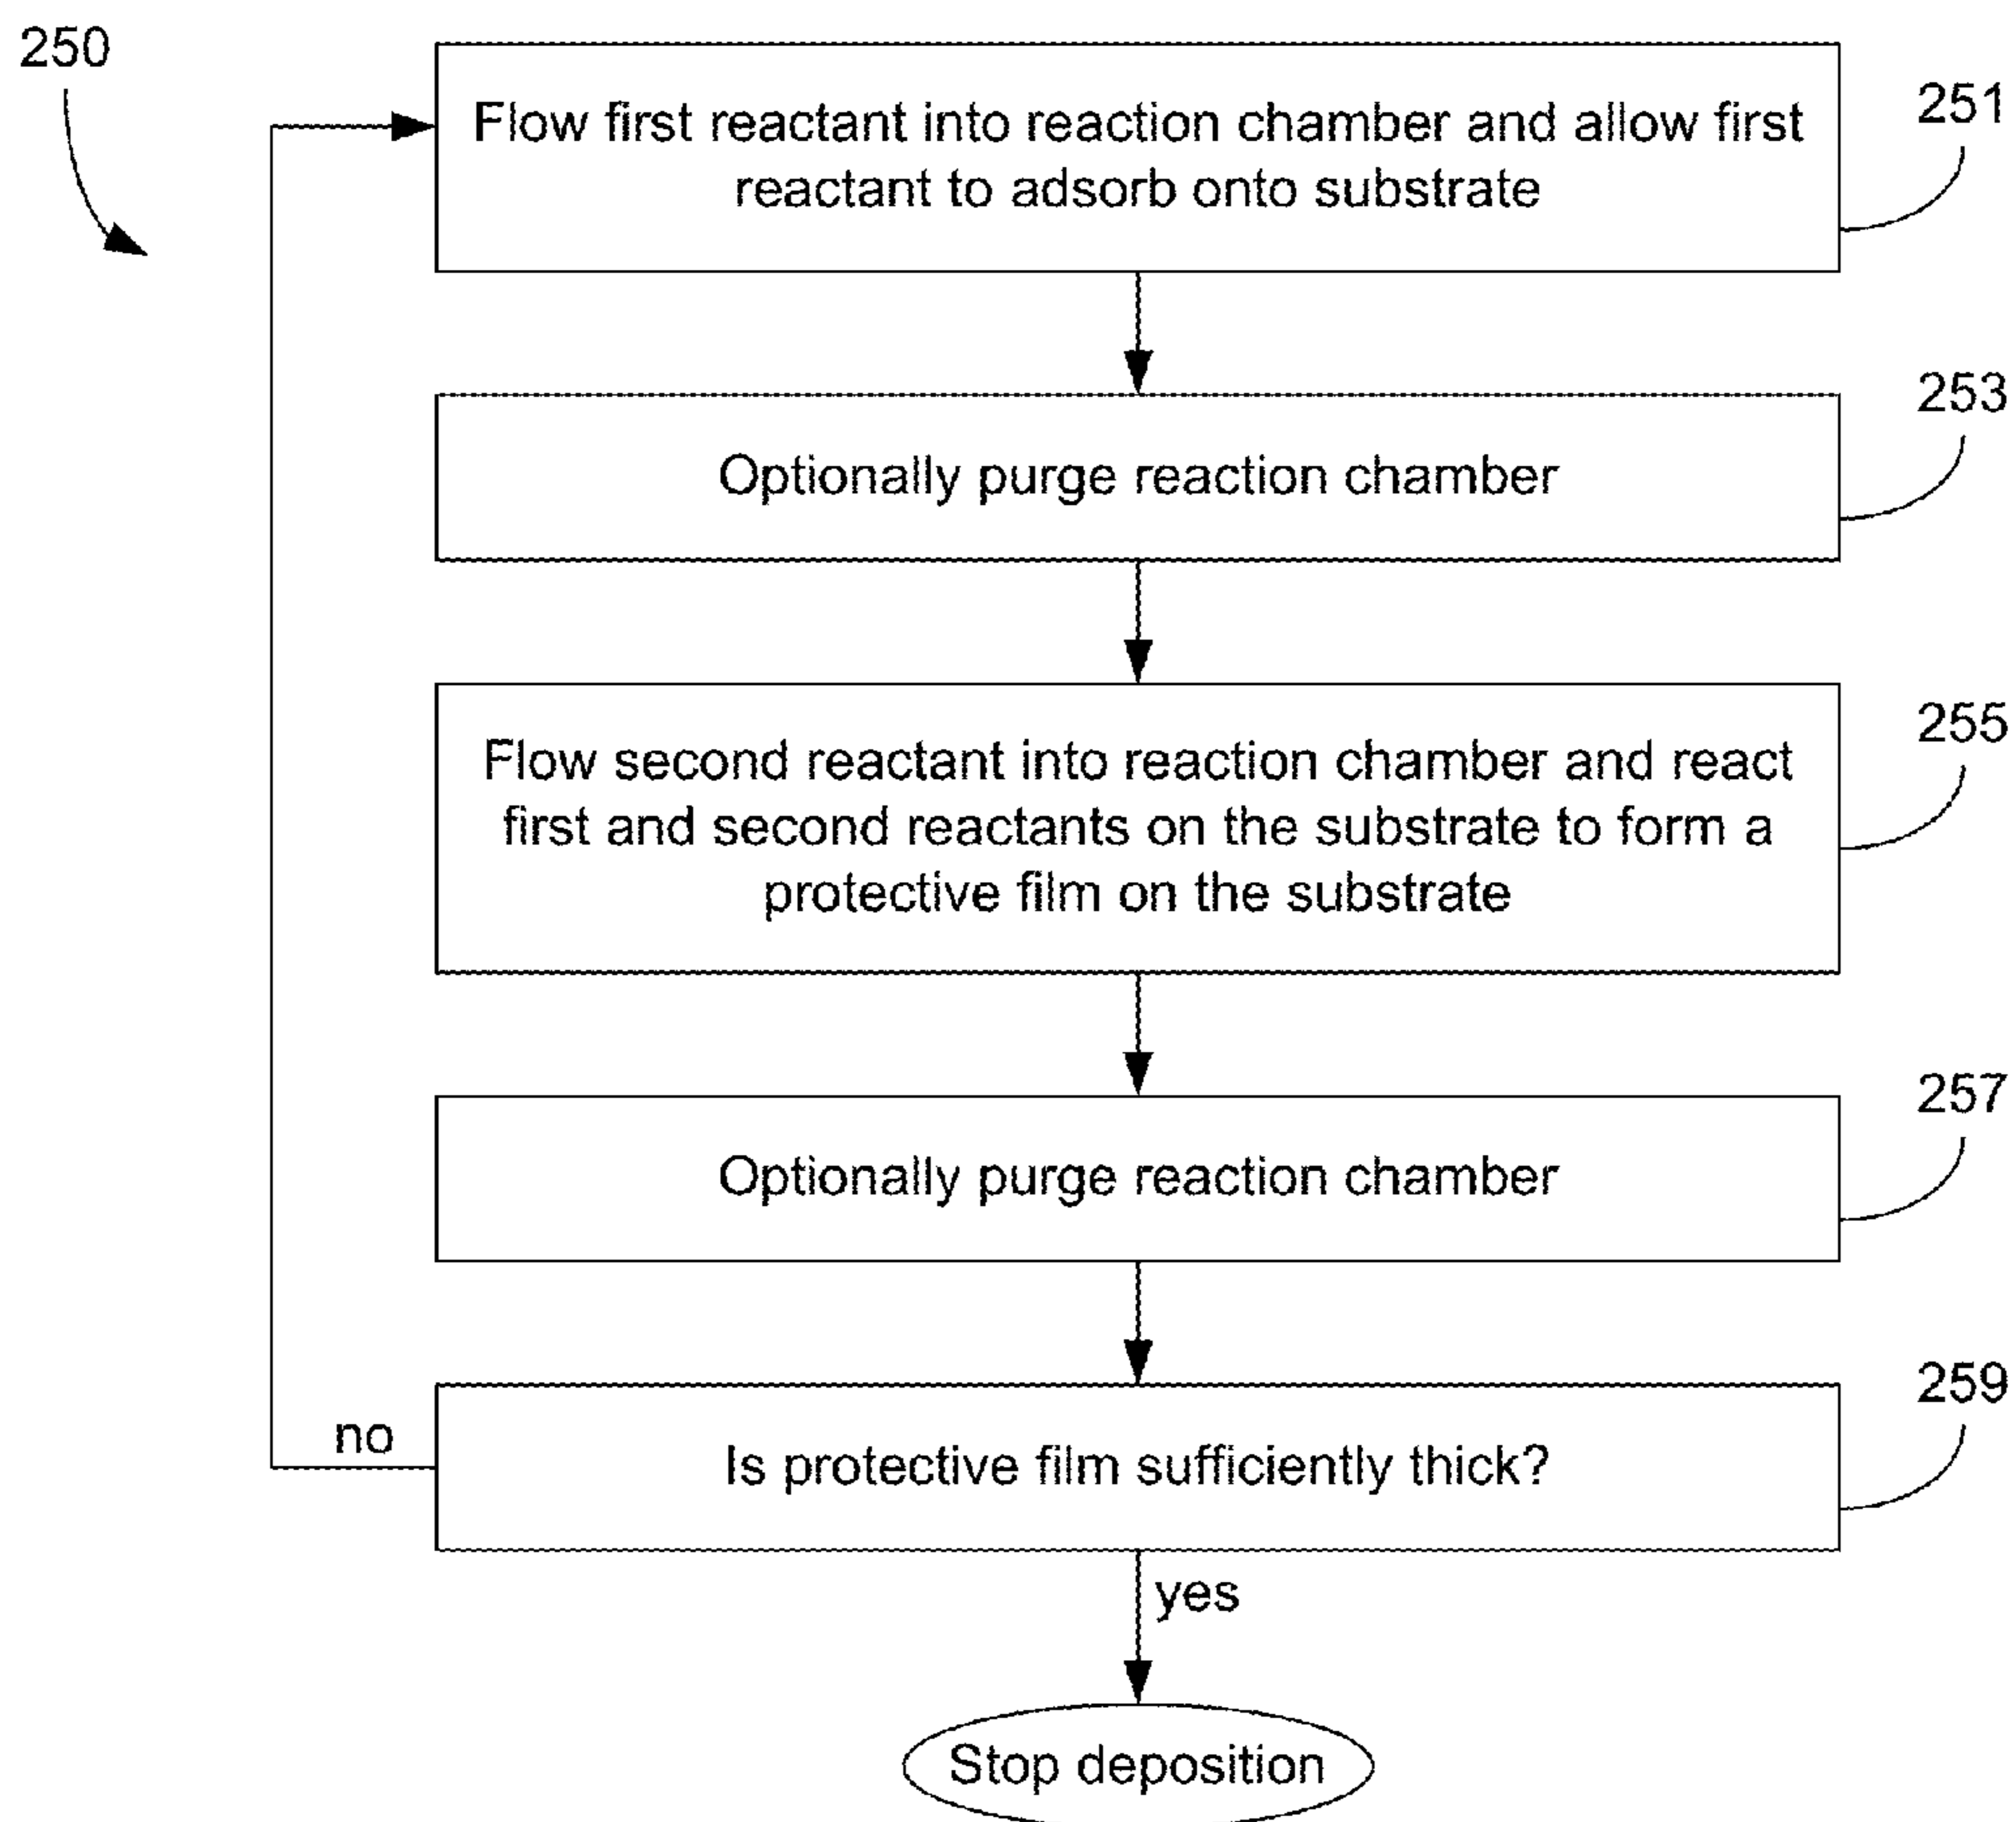 250
Flow first reactant into reaction chamber and allow first
reactant to adsorb onto substrate
251
Optionally purge reaction chamber
253
Flow second reactant into reaction chamber and react
first and second reactants on the substrate to form a
protective film on the substrate
255
Optionally purge reaction chamber
257
Is protective film sufficiently thick?
259
no
yes
Stop deposition